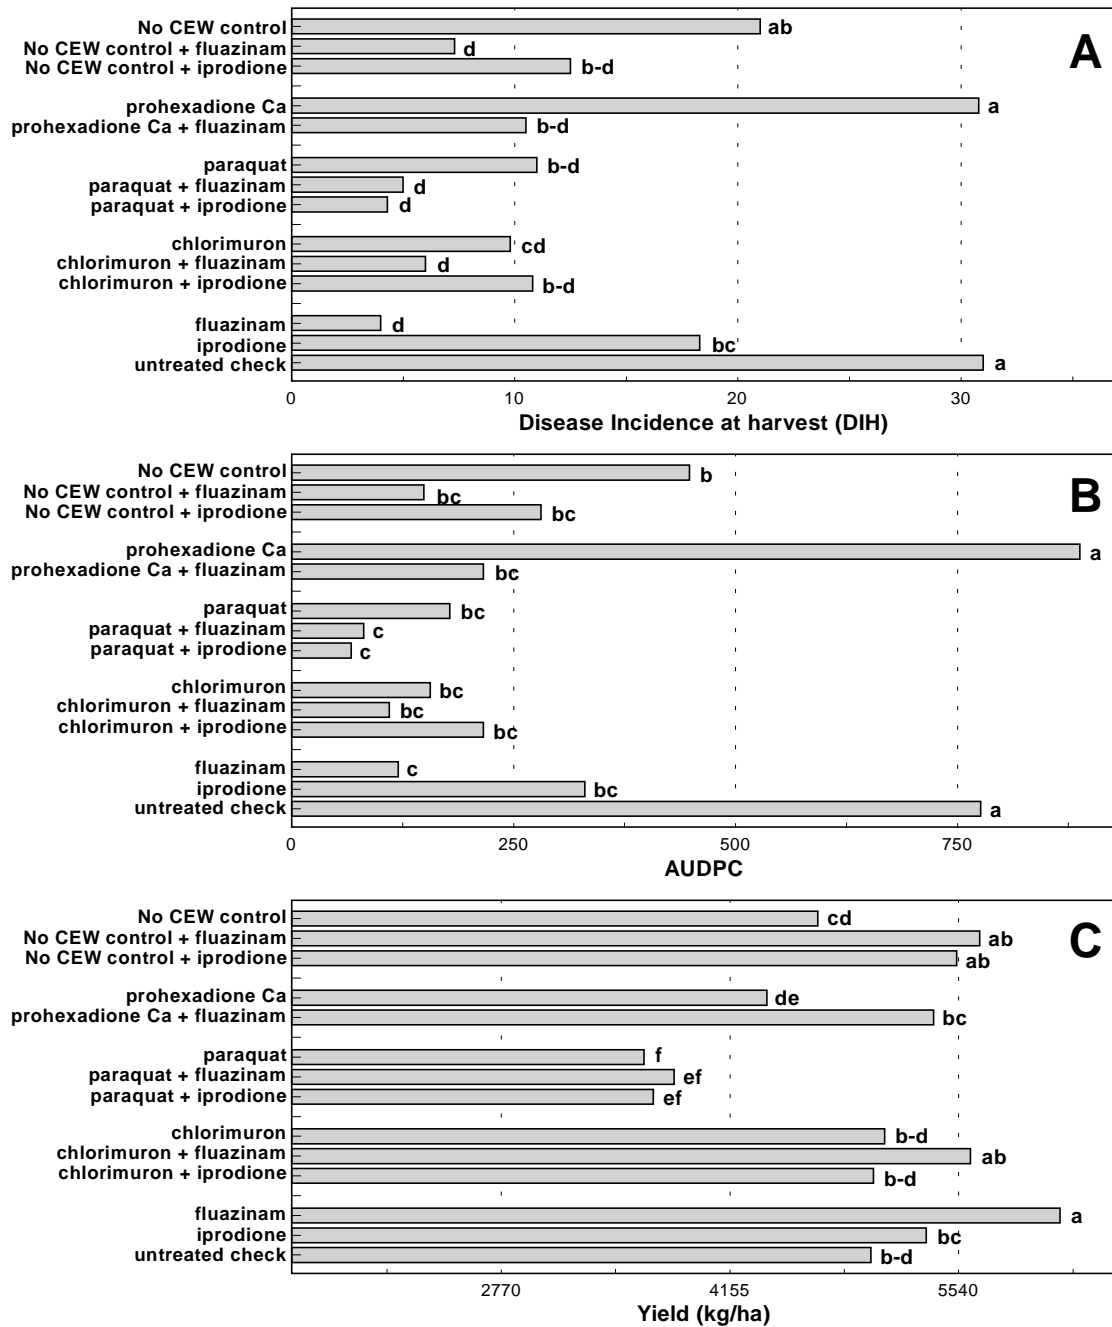 No CEW control ab
No CEW control + fluazinam d
No CEW control + iprodione b-d
A
prohexadione Ca a
prohexadione Ca + fluazinam b-d
paraquat b-d
paraquat + fluazinam d
paraquat + iprodione d
chlorimuron cd
chlorimuron + fluazinam d
chlorimuron + iprodione b-d
fluazinam d
iprodione bc
untreated check a
0 10 20 30
Disease Incidence at harvest (DIH)
No CEW control b
No CEW control + fluazinam bc
No CEW control + iprodione bc
B
prohexadione Ca a
prohexadione Ca + fluazinam bc
paraquat bc
paraquat + fluazinam c
paraquat + iprodione c
chlorimuron bc
chlorimuron + fluazinam bc
chlorimuron + iprodione bc
fluazinam c
iprodione bc
untreated check a
0 250 500 750
AUDPC
No CEW control cd
No CEW control + fluazinam ab
No CEW control + iprodione ab
C
prohexadione Ca de
prohexadione Ca + fluazinam bc
paraquat f
paraquat + fluazinam ef
paraquat + iprodione ef
chlorimuron b-d
chlorimuron + fluazinam ab
chlorimuron + iprodione b-d
fluazinam a
iprodione bc
untreated check b-d
2770 4155 5540
Yield (kg/ha)